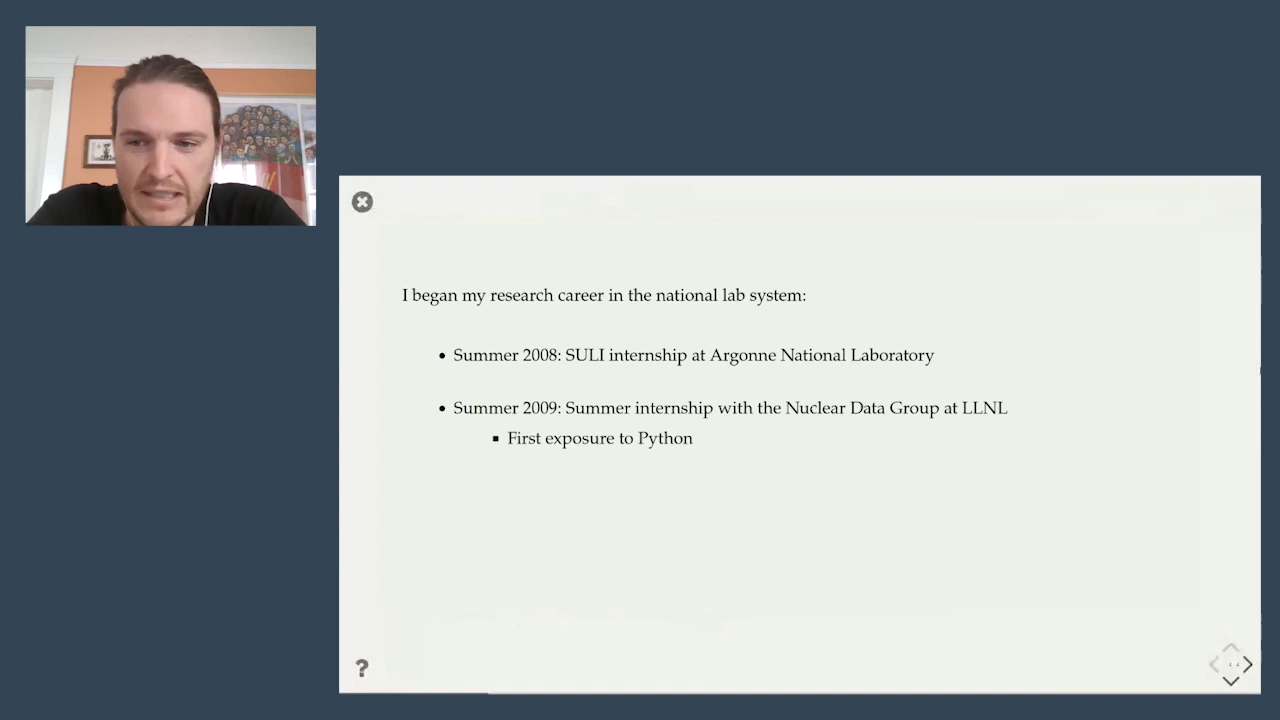 I began my research career in the national lab system:
Summer 2008: SULI internship at Argonne National Laboratory
Summer 2009: Summer internship with the Nuclear Data Group at LLNL
First exposure to Python
?